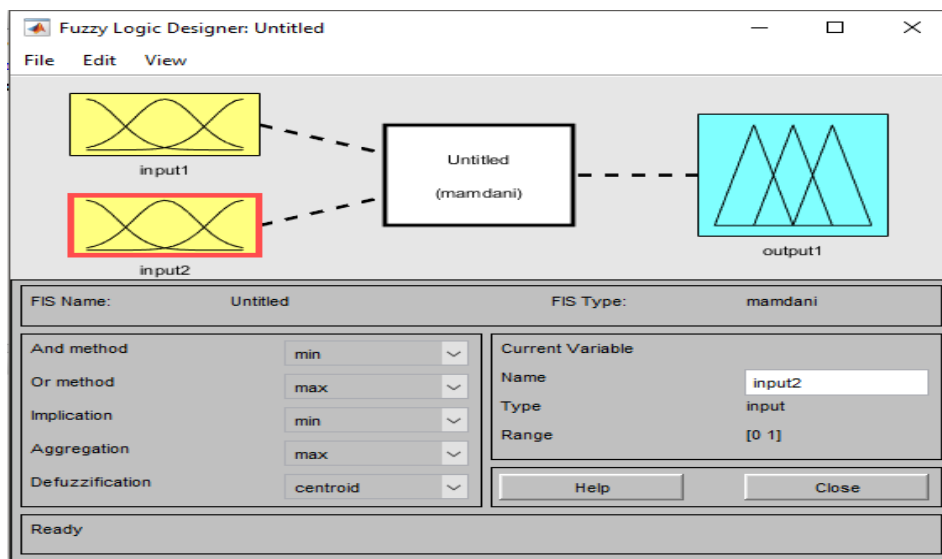 Fuzzy Logic Designer: Untitled
File Edit View
input1
input2
Untitled
(mamdani)
output1
FIS Name: Untitled FIS Type: mamdani
And method min
Or method max
Implication min
Aggregation max
Defuzzification centroid
Current Variable
Name input2
Type input
Range [0 1]
Help Close
Ready